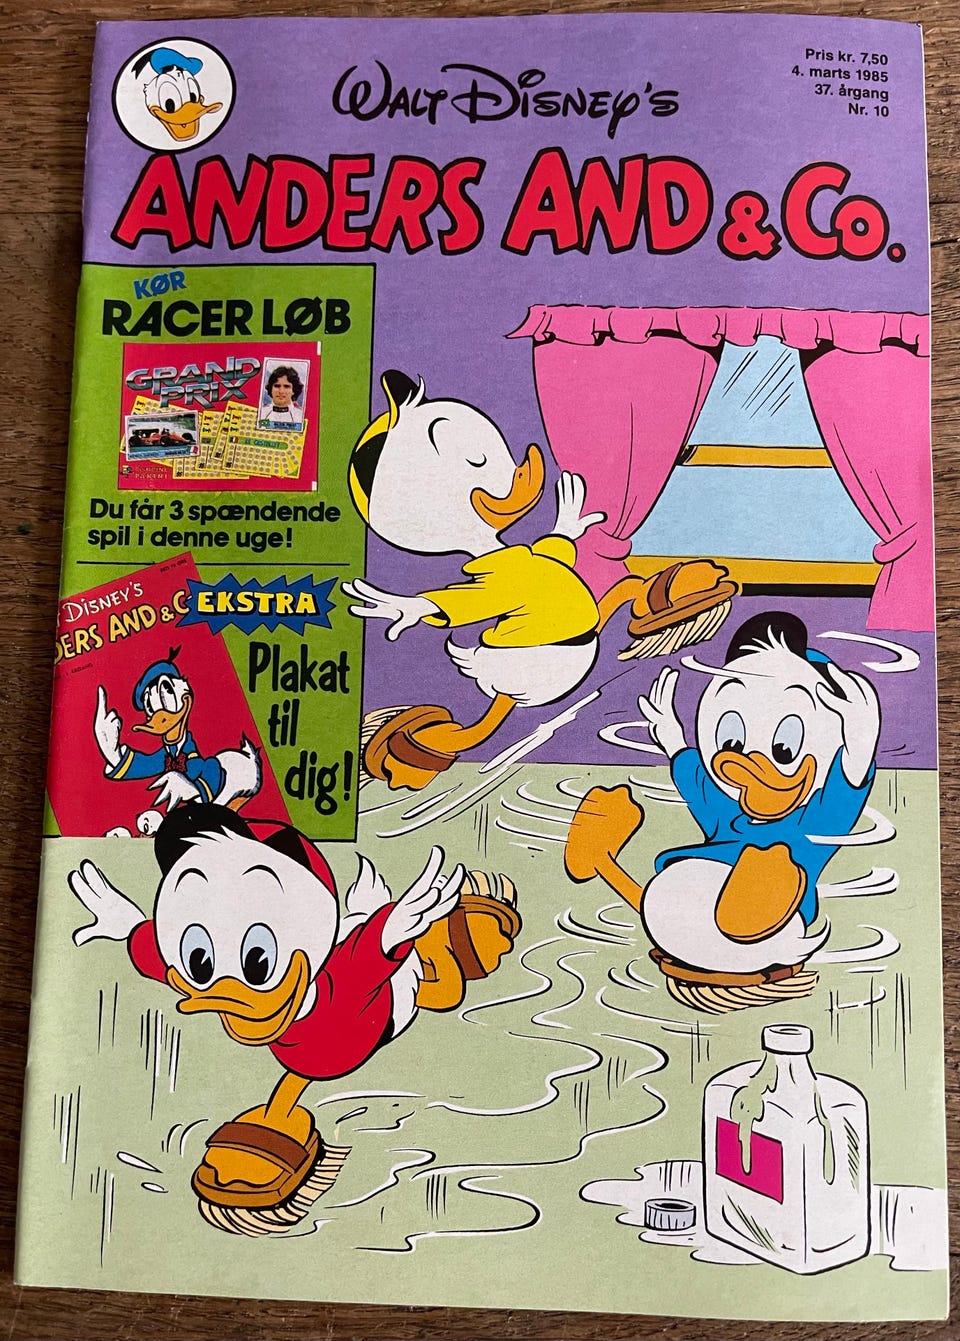 WALT DISNEY'S
Pris kr. 7,50
4. marts 1985
37. årgang
Nr. 10
ANDERS AND & Co.
KØR
RACER LØB
GRAND
PRIX
PANINI
Du får 3 spændende
spil i denne uge!
DISNEY'S
DERS AND & C
EKSTRA
Plakat
til
dig!